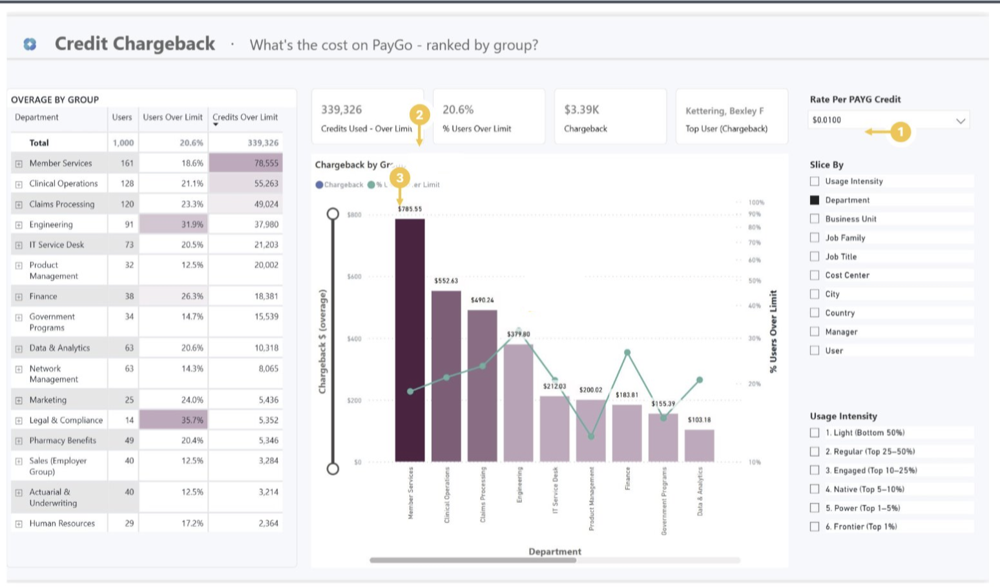 Credit Chargeback · What's the cost on PayGo - ranked by group?
OVERAGE BY GROUP
Department Users Users Over Limit Credits Over Limit
Total 1,000 20.6% 339,326
Member Services 161 18.6% 78,555
Clinical Operations 128 21.1% 55,263
Claims Processing 120 23.3% 49,024
Engineering 91 31.9% 37,980
IT Service Desk 73 20.5% 21,203
Product Management 32 12.5% 20,002
Finance 38 26.3% 18,381
Government Programs 34 14.7% 15,539
Data & Analytics 63 20.6% 10,318
Network Management 63 14.3% 8,065
Marketing 25 24.0% 5,436
Legal & Compliance 14 35.7% 5,352
Pharmacy Benefits 49 20.4% 5,346
Sales (Employer Group) 40 12.5% 3,284
Actuarial & Underwriting 40 12.5% 3,214
Human Resources 29 17.2% 2,364
339,326
Credits Used - Over Limit
20.6%
% Users Over Limit
$3.39K
Chargeback
Kettering, Bexley F
Top User (Chargeback)
2
Chargeback by
3
Chargeback % er Limit
Chargeback $ (overage)
$800
$600
$400
$200
$0
$785.55
$552.63
$490.24
$379.80
$212.03
$200.02
$183.81
$155.39
$103.18
100%
90%
80%
70%
60%
50%
40%
30%
20%
10%
% Users Over Limit
Member Services
Clinical Operations
Claims Processing
Engineering
IT Service Desk
Product Management
Finance
Government Programs
Data & Analytics
Department
Rate Per PAYG Credit
$0.0100
1
Slice By
Usage Intensity
Department
Business Unit
Job Family
Job Title
Cost Center
City
Country
Manager
User
Usage Intensity
1. Light (Bottom 50%)
2. Regular (Top 25–50%)
3. Engaged (Top 10–25%)
4. Native (Top 5–10%)
5. Power (Top 1–5%)
6. Frontier (Top 1%)